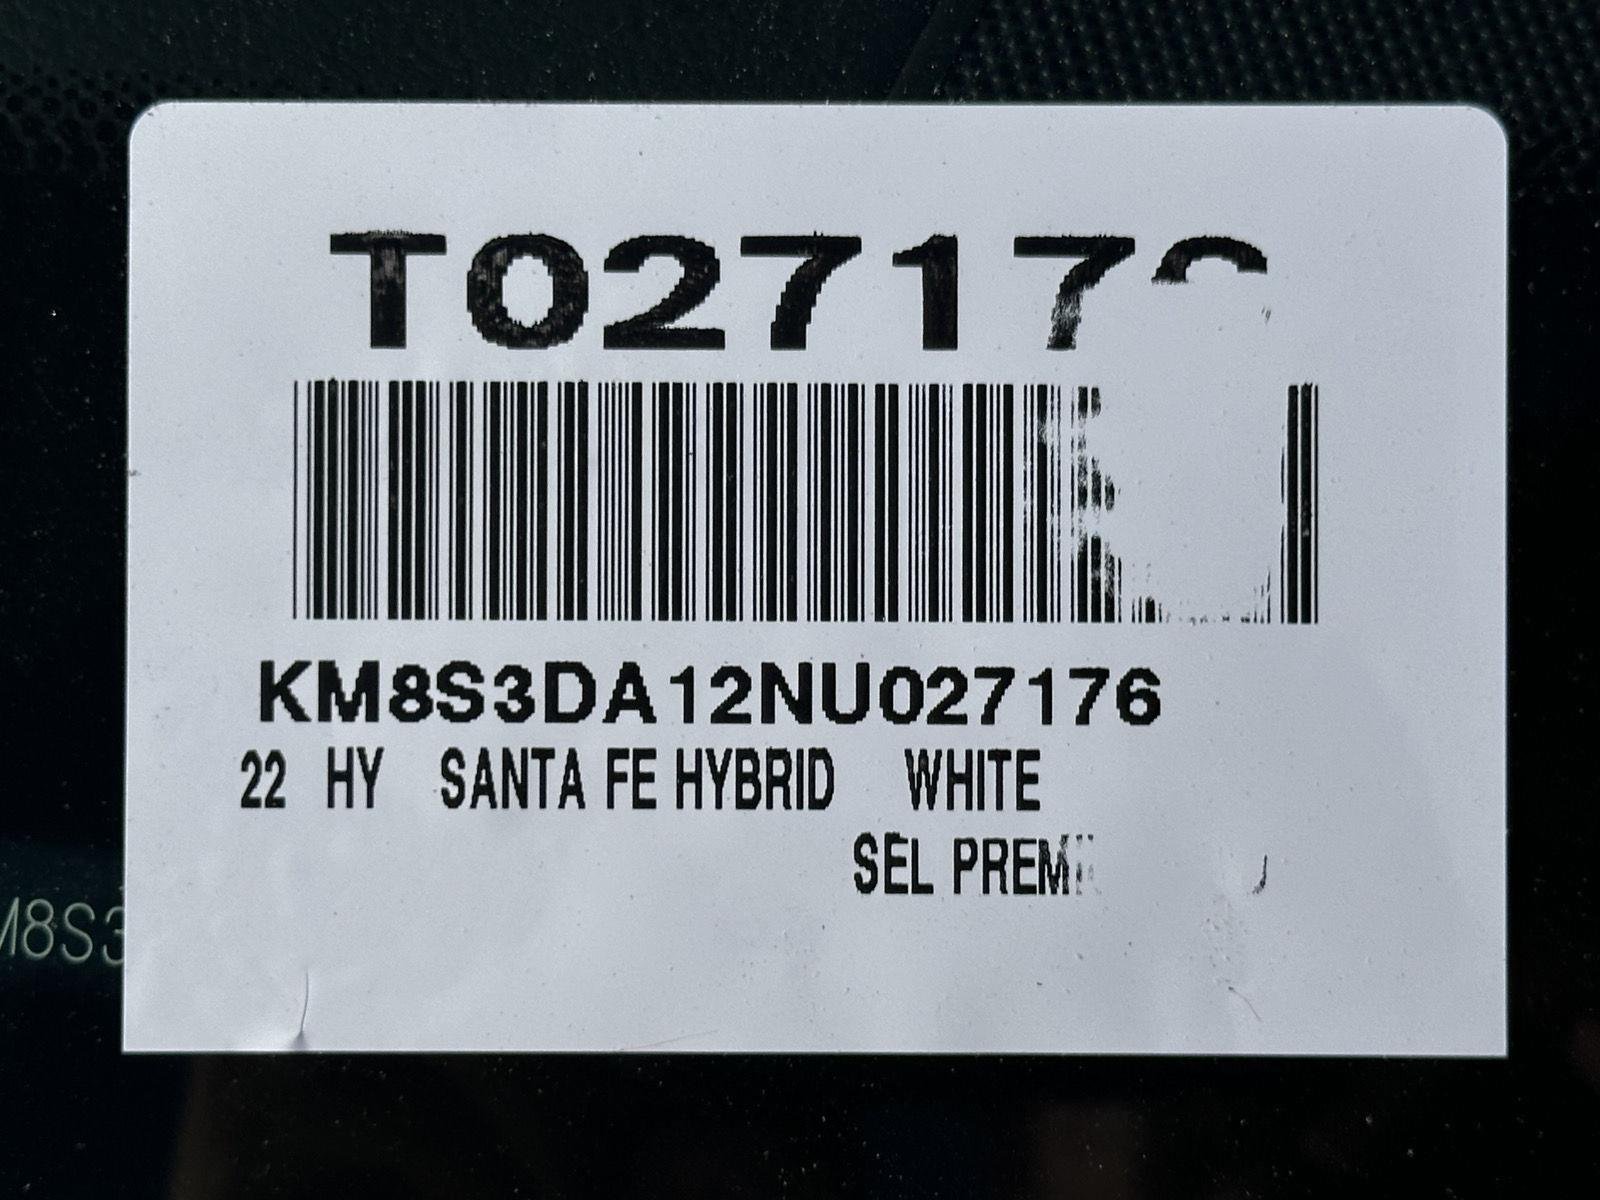 T02717
KM8S3DA12NU027176
22 HY SANTA FE HYBRID WHITE
SEL PREM
M8S3